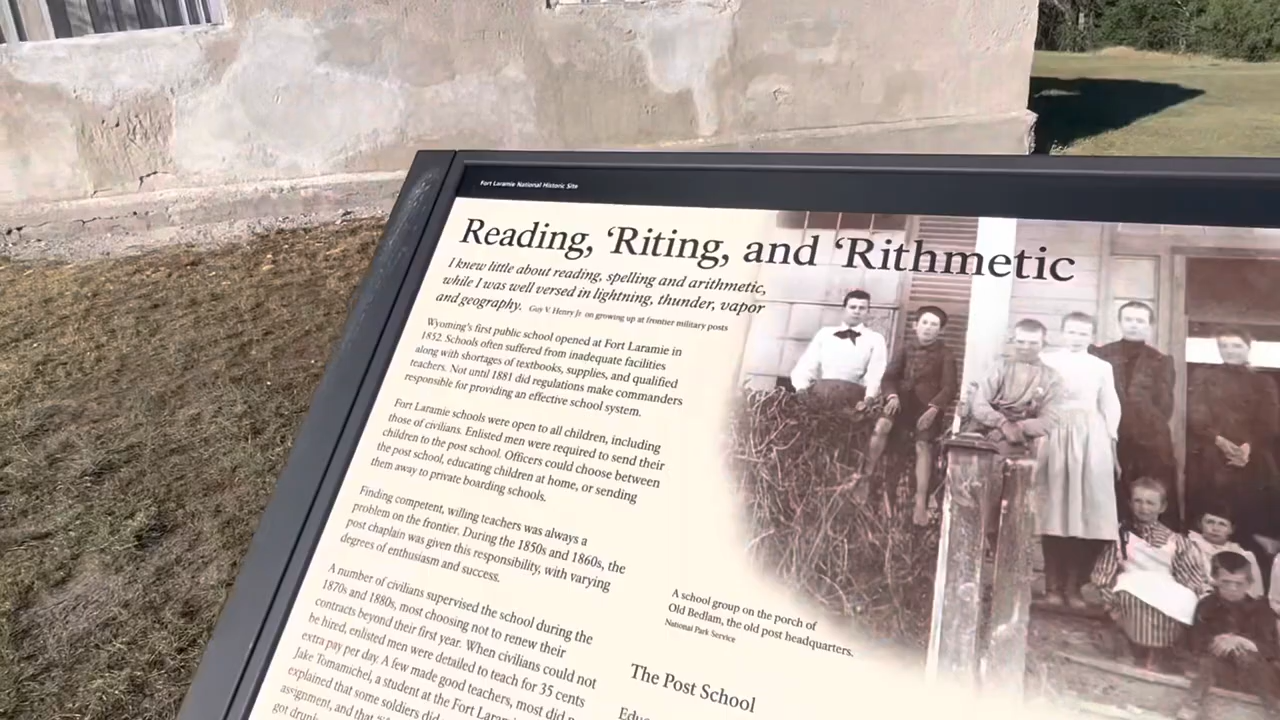 Fort Laramie National Historic Site
Reading, ‘Riting, and ‘Rithmetic
I knew little about reading, spelling and arithmetic,
while I was well versed in lightning, thunder, vapor
and geography. Guy V. Henry Jr. on growing up at frontier military posts
Wyoming's first public school opened at Fort Laramie in
1852. Schools often suffered from inadequate facilities
along with shortages of textbooks, supplies, and qualified
teachers. Not until 1881 did regulations make commanders
responsible for providing an effective school system.
Fort Laramie schools were open to all children, including
those of civilians. Enlisted men were required to send their
children to the post school. Officers could choose between
the post school, educating children at home, or sending
them away to private boarding schools.
Finding competent, willing teachers was always a
problem on the frontier. During the 1850s and 1860s, the
post chaplain was given this responsibility, with varying
degrees of enthusiasm and success.
A number of civilians supervised the school during the
1870s and 1880s, most choosing not to renew their
contracts beyond their first year. When civilians could not
be hired, enlisted men were detailed to teach for 35 cents
extra pay per day. A few made good teachers, most did
Jake Tomamichel, a student at the Fort
explained that some soldiers
assignment, and that
got
A school group on the porch of
Old Bedlam, the old post headquarters.
National Park Service
The Post School